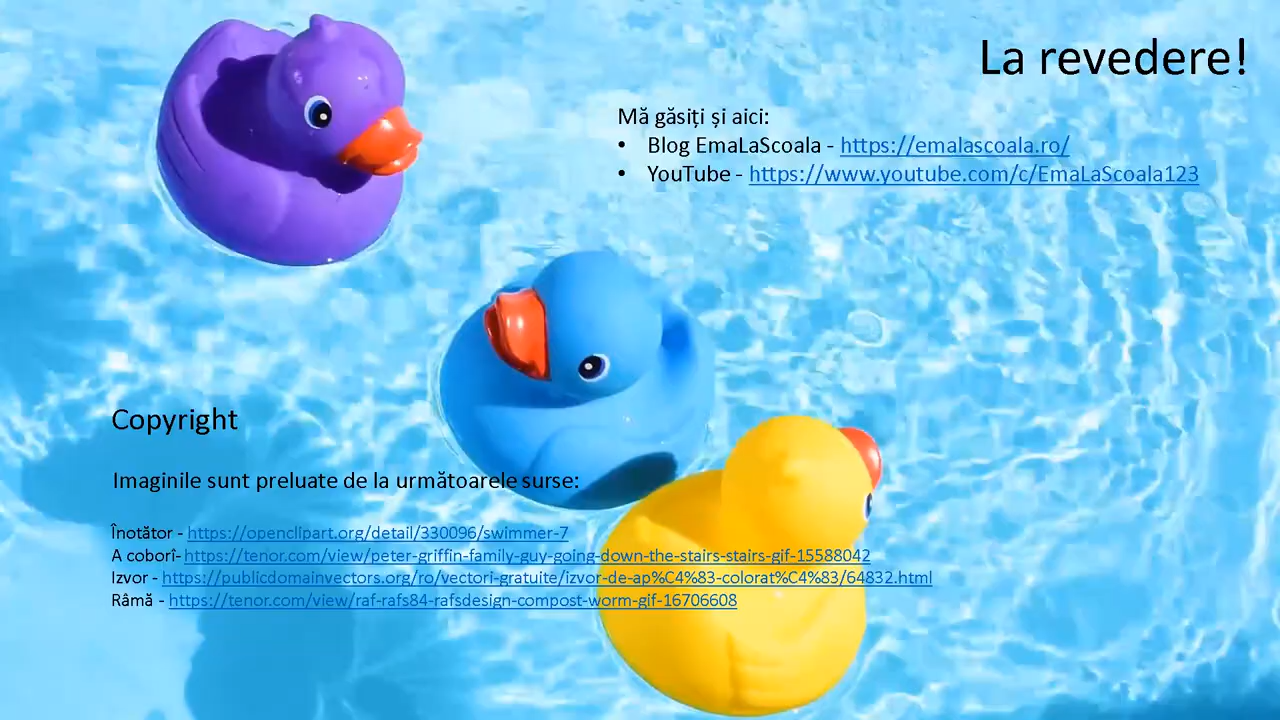 La revedere!
Mă găsiți și aici:
• Blog EmaLaScoala - https://emalascoala.ro/
• YouTube - https://www.youtube.com/c/EmaLaScoala123
Copyright
Imaginile sunt preluate de la următoarele surse:
Înotător - https://openclipart.org/detail/330096/swimmer-7
A coborî- https://tenor.com/view/peter-griffin-family-guy-going-down-the-stairs-stairs-gif-15588042
Izvor - https://publicdomainvectors.org/ro/vectori-gratuite/izvor-de-ap%C4%83-colorat%C4%83/64832.html
Râmă - https://tenor.com/view/raf-rafs84-rafsdesign-compost-worm-gif-16706608